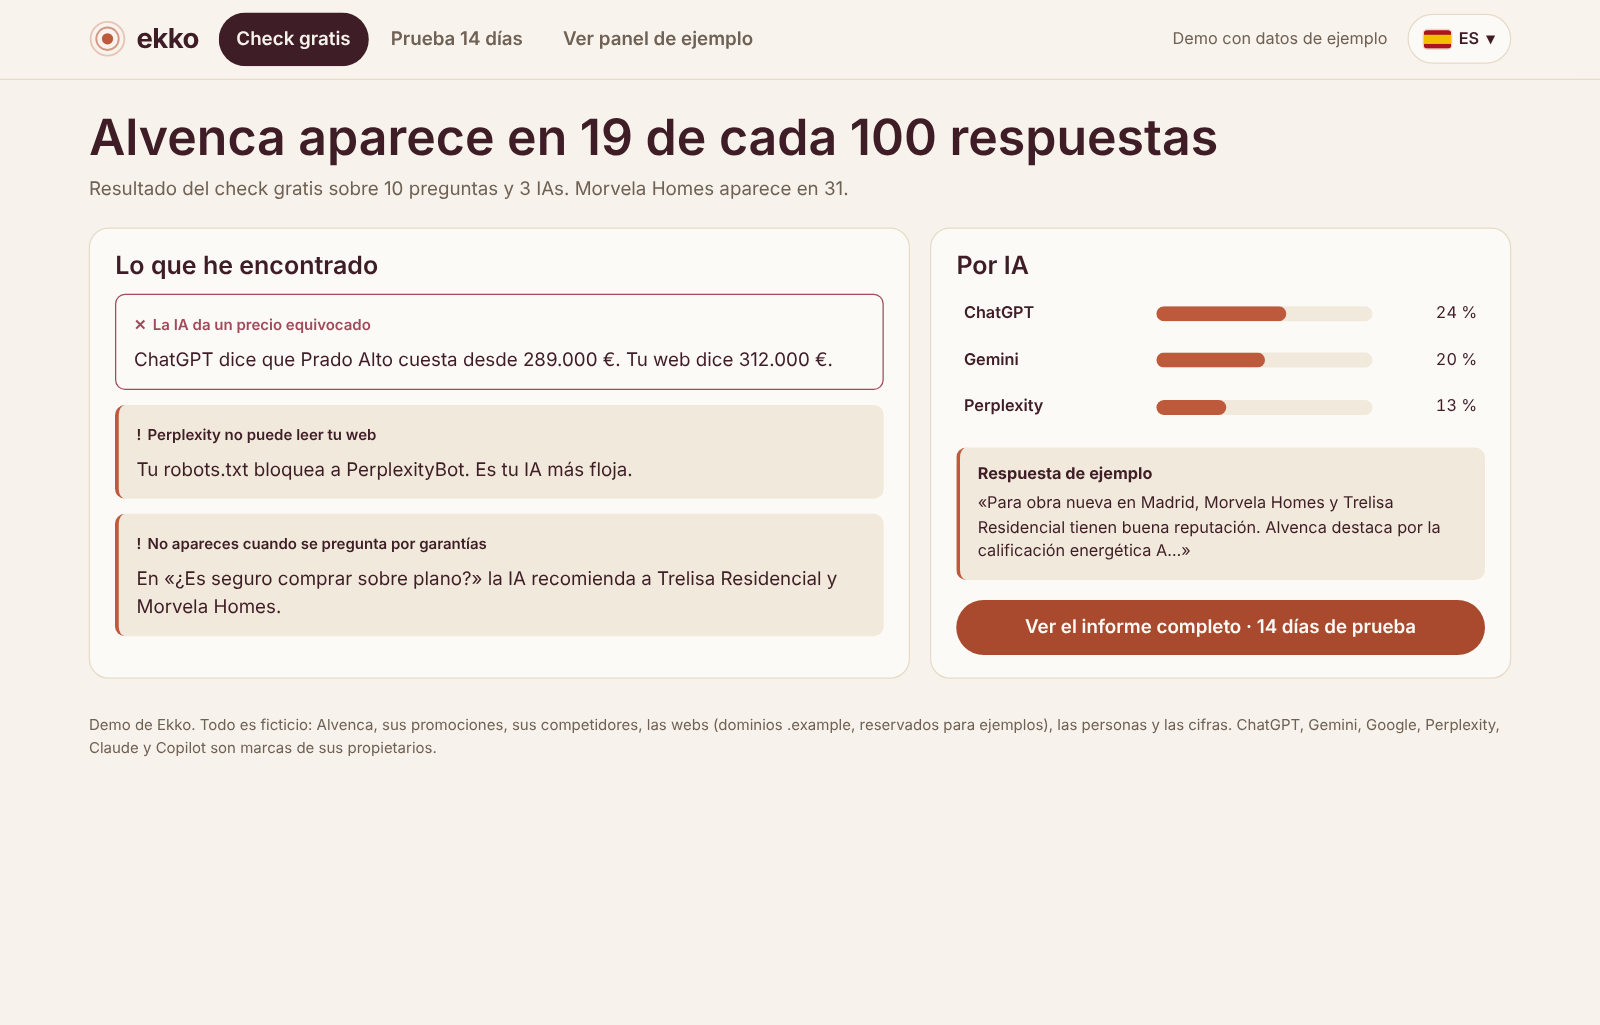 ekko
Check gratis
Prueba 14 días
Ver panel de ejemplo
Demo con datos de ejemplo
ES ▼
Alvenca aparece en 19 de cada 100 respuestas
Resultado del check gratis sobre 10 preguntas y 3 IAs. Morvela Homes aparece en 31.
Lo que he encontrado
✕ La IA da un precio equivocado
ChatGPT dice que Prado Alto cuesta desde 289.000 €. Tu web dice 312.000 €.
! Perplexity no puede leer tu web
Tu robots.txt bloquea a PerplexityBot. Es tu IA más floja.
! No apareces cuando se pregunta por garantías
En «¿Es seguro comprar sobre plano?» la IA recomienda a Trelisa Residencial y
Morvela Homes.
Por IA
ChatGPT 24 %
Gemini 20 %
Perplexity 13 %
Respuesta de ejemplo
«Para obra nueva en Madrid, Morvela Homes y Trelisa
Residencial tienen buena reputación. Alvenca destaca por la
calificación energética A…»
Ver el informe completo · 14 días de prueba
Demo de Ekko. Todo es ficticio: Alvenca, sus promociones, sus competidores, las webs (dominios .example, reservados para ejemplos), las personas y las cifras. ChatGPT, Gemini, Google, Perplexity,
Claude y Copilot son marcas de sus propietarios.